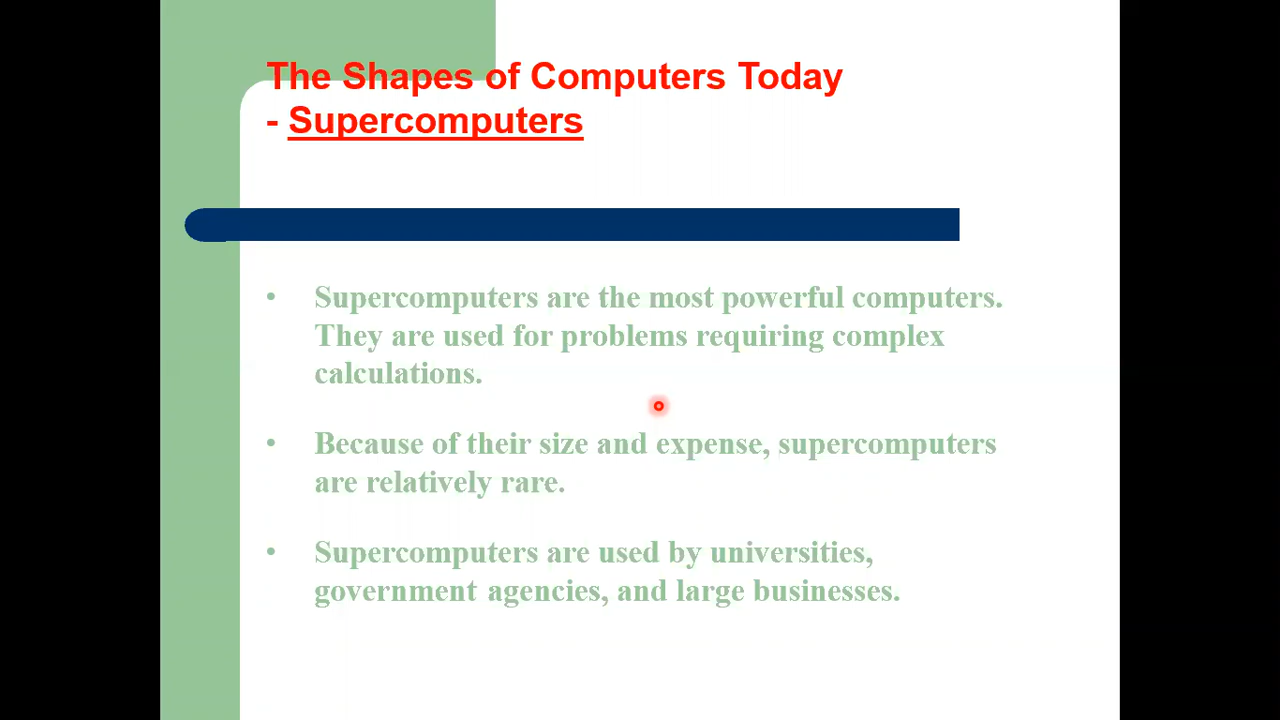 The Shapes of Computers Today
- Supercomputers
• Supercomputers are the most powerful computers.
They are used for problems requiring complex
calculations.
• Because of their size and expense, supercomputers
are relatively rare.
• Supercomputers are used by universities,
government agencies, and large businesses.